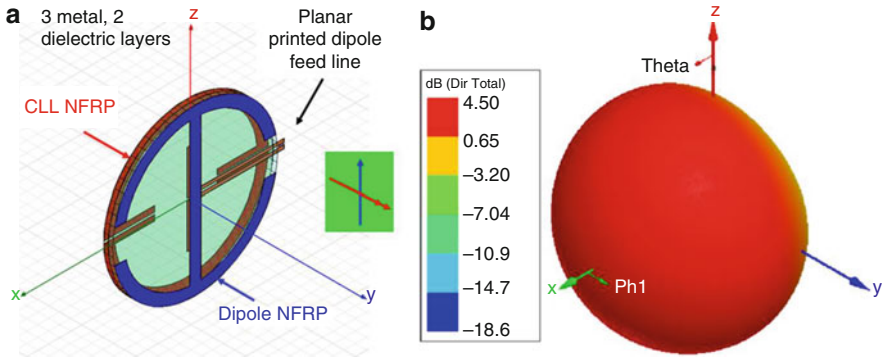 a
3 metal, 2
dielectric layers
z
Planar
printed dipole
feed line
CLL NFRP
x
y
Dipole NFRP
b
dB (Dir Total)
4.50
0.65
−3.20
−7.04
−10.9
−14.7
−18.6
z
Theta
x
Ph1
y